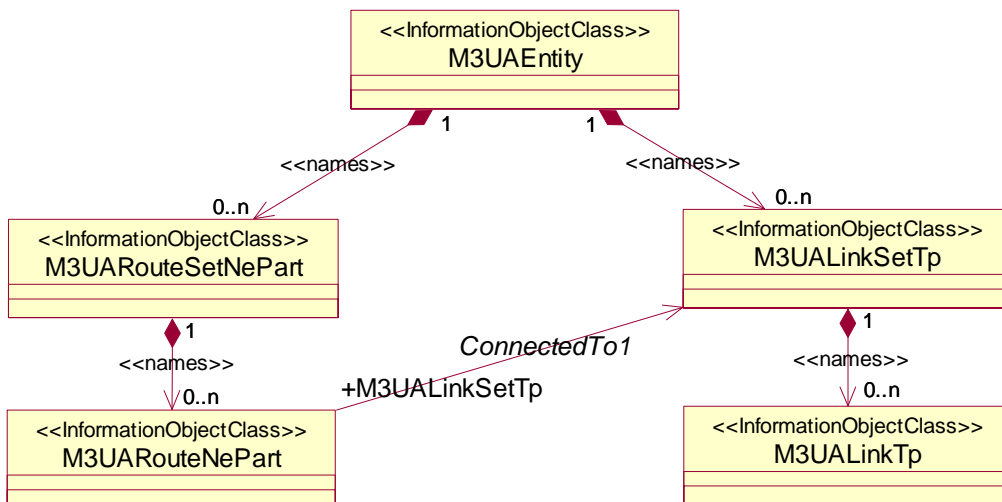 <<InformationObjectClass>>
M3UAEntity
1
1
<<names>>
<<names>>
0..n
0..n
<<InformationObjectClass>>
M3UARouteSetNePart
<<InformationObjectClass>>
M3UALinkSetTp
1
1
<<names>>
ConnectedTo1
<<names>>
+M3UALinkSetTp
0..n
0..n
<<InformationObjectClass>>
M3UARouteNePart
<<InformationObjectClass>>
M3UALinkTp